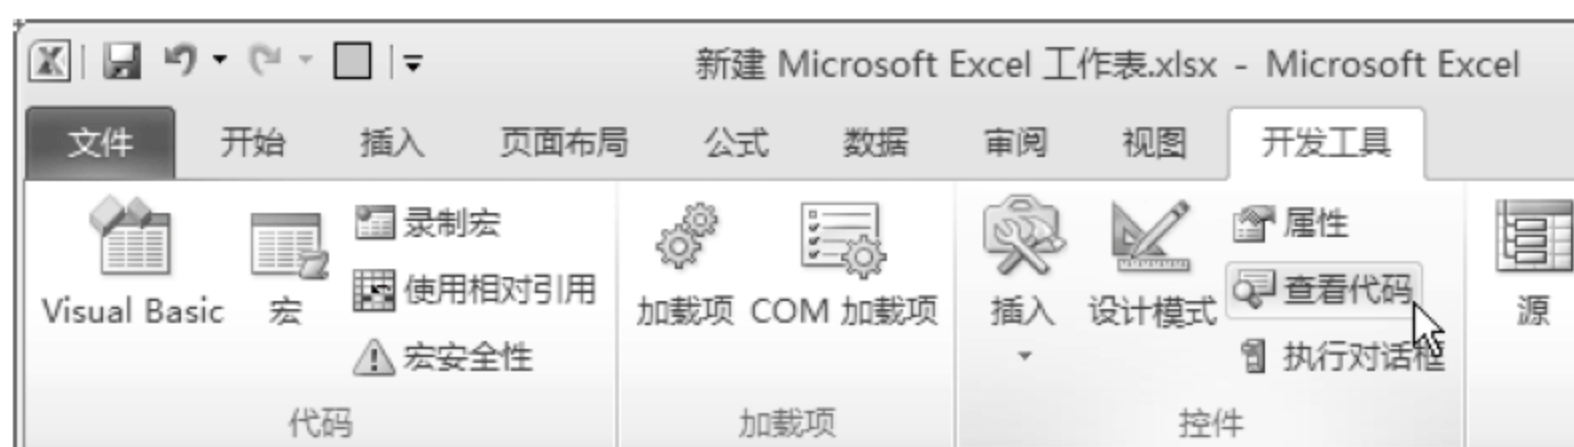 新建 Microsoft Excel 工作表.xlsx - Microsoft Excel
文件 开始 插入 页面布局 公式 数据 审阅 视图 开发工具
录制宏 属性
使用相对引用 查看代码
Visual Basic 宏 加载项 COM 加载项 插入 设计模式 源
宏安全性 执行对话框
代码 加载项 控件